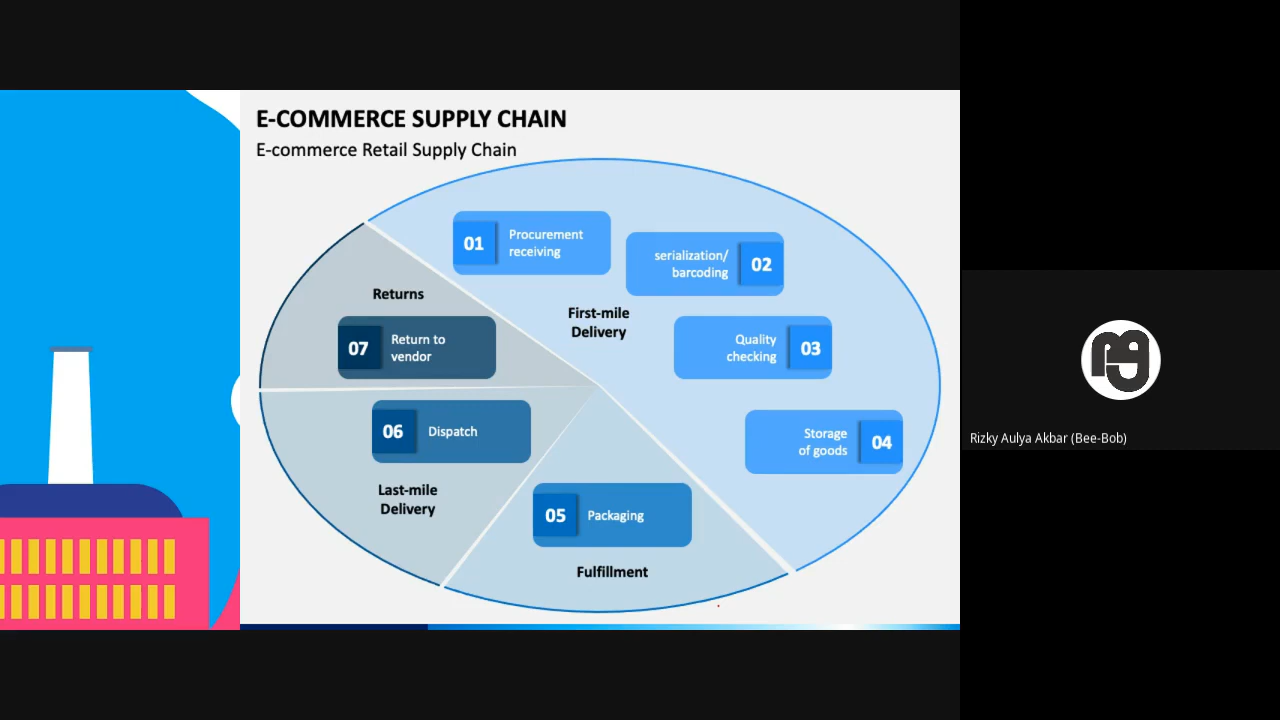 E-COMMERCE SUPPLY CHAIN
E-commerce Retail Supply Chain
01
Procurement
receiving
serialization/
barcoding
02
First-mile
Delivery
Quality
checking
03
Storage
of goods
04
05
Packaging
Fulfillment
06
Dispatch
Last-mile
Delivery
Returns
07
Return to
vendor
Rizky Aulya Akbar (Bee-Bob)